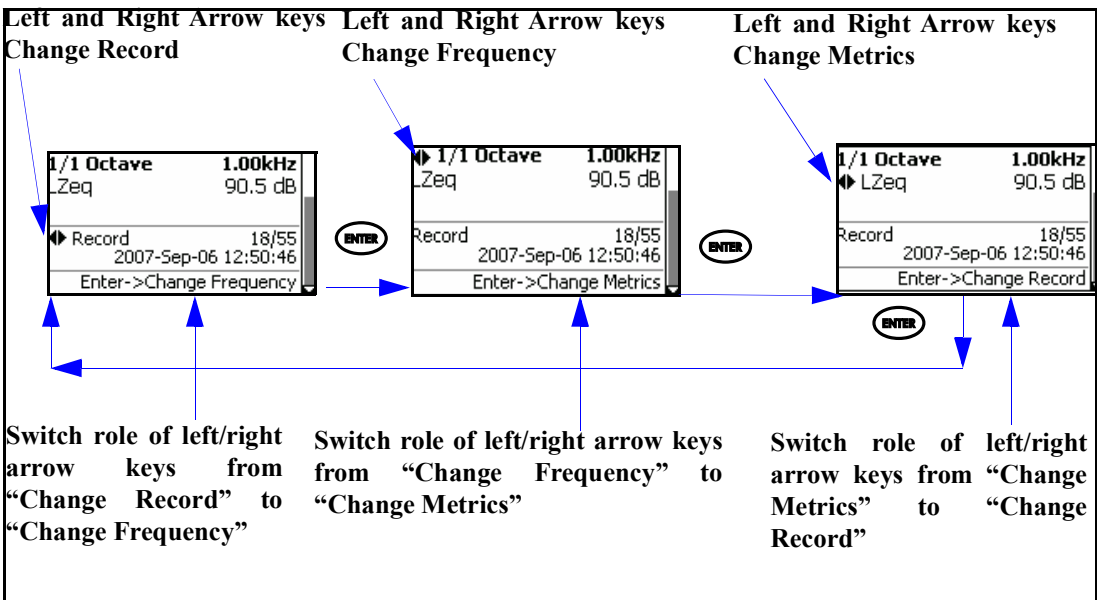 Left and Right Arrow keys
Change Record
Left and Right Arrow keys
Change Frequency
Left and Right Arrow keys
Change Metrics
1/1 Octave 1.00kHz
LZeq 90.5 dB
Record 18/55
2007-Sep-06 12:50:46
Enter->Change Frequency
ENTER
1/1 Octave 1.00kHz
LZeq 90.5 dB
Record 18/55
2007-Sep-06 12:50:46
Enter->Change Metrics
ENTER
1/1 Octave 1.00kHz
LZeq 90.5 dB
Record 18/55
2007-Sep-06 12:50:46
Enter->Change Record
ENTER
Switch role of left/right
arrow keys from
“Change Record” to
“Change Frequency”
Switch role of left/right arrow keys
from “Change Frequency” to
“Change Metrics”
Switch role of left/right
arrow keys from “Change
Metrics” to “Change
Record”